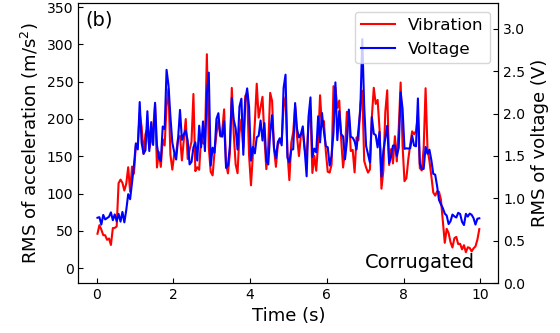 (b)
Vibration
Voltage
Corrugated
RMS of acceleration (m/s²)
350
300
250
200
150
100
50
0
RMS of voltage (V)
3.0
2.5
2.0
1.5
1.0
0.5
0.0
0 2 4 6 8 10
Time (s)